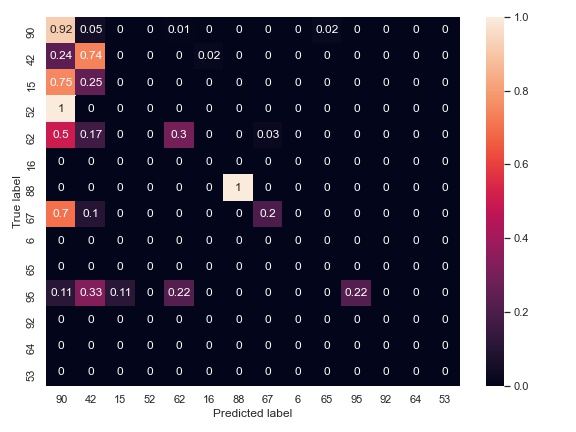 True label
90 0.92 0.05 0 0 0.01 0 0 0 0 0.02 0 0 0 0
42 0.24 0.74 0 0 0 0.02 0 0 0 0 0 0 0 0
15 0.75 0.25 0 0 0 0 0 0 0 0 0 0 0 0
52 1 0 0 0 0 0 0 0 0 0 0 0 0 0
62 0.5 0.17 0 0 0.3 0 0 0.03 0 0 0 0 0 0
16 0 0 0 0 0 0 0 0 0 0 0 0 0 0
88 0 0 0 0 0 0 1 0 0 0 0 0 0 0
67 0.7 0.1 0 0 0 0 0 0.2 0 0 0 0 0 0
6 0 0 0 0 0 0 0 0 0 0 0 0 0 0
65 0 0 0 0 0 0 0 0 0 0 0 0 0 0
95 0.11 0.33 0.11 0 0.22 0 0 0 0 0 0.22 0 0 0
92 0 0 0 0 0 0 0 0 0 0 0 0 0 0
64 0 0 0 0 0 0 0 0 0 0 0 0 0 0
53 0 0 0 0 0 0 0 0 0 0 0 0 0 0
90 42 15 52 62 16 88 67 6 65 95 92 64 53
Predicted label
1.0
0.8
0.6
0.4
0.2
0.0